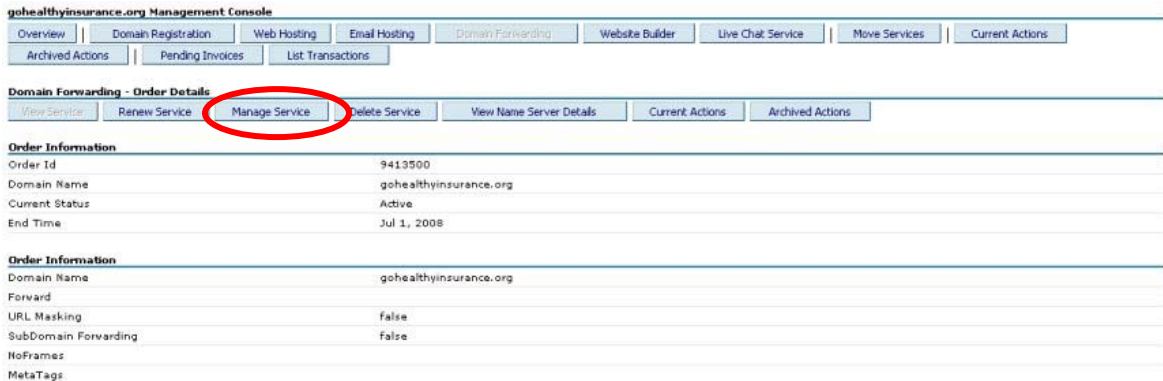 gohealthyinsurance.org Management Console
Overview | Domain Registration Web Hosting Email Hosting Domain Forwarding Website Builder Live Chat Service | Move Services | Current Actions
Archived Actions | Pending Invoices List Transactions
Domain Forwarding - Order Details
View Service Renew Service Manage Service Delete Service View Name Server Details Current Actions Archived Actions
Order Information
Order Id 9413500
Domain Name gohealthyinsurance.org
Current Status Active
End Time Jul 1, 2008
Order Information
Domain Name gohealthyinsurance.org
Forward
URL Masking false
SubDomain Forwarding false
NoFrames
MetaTags